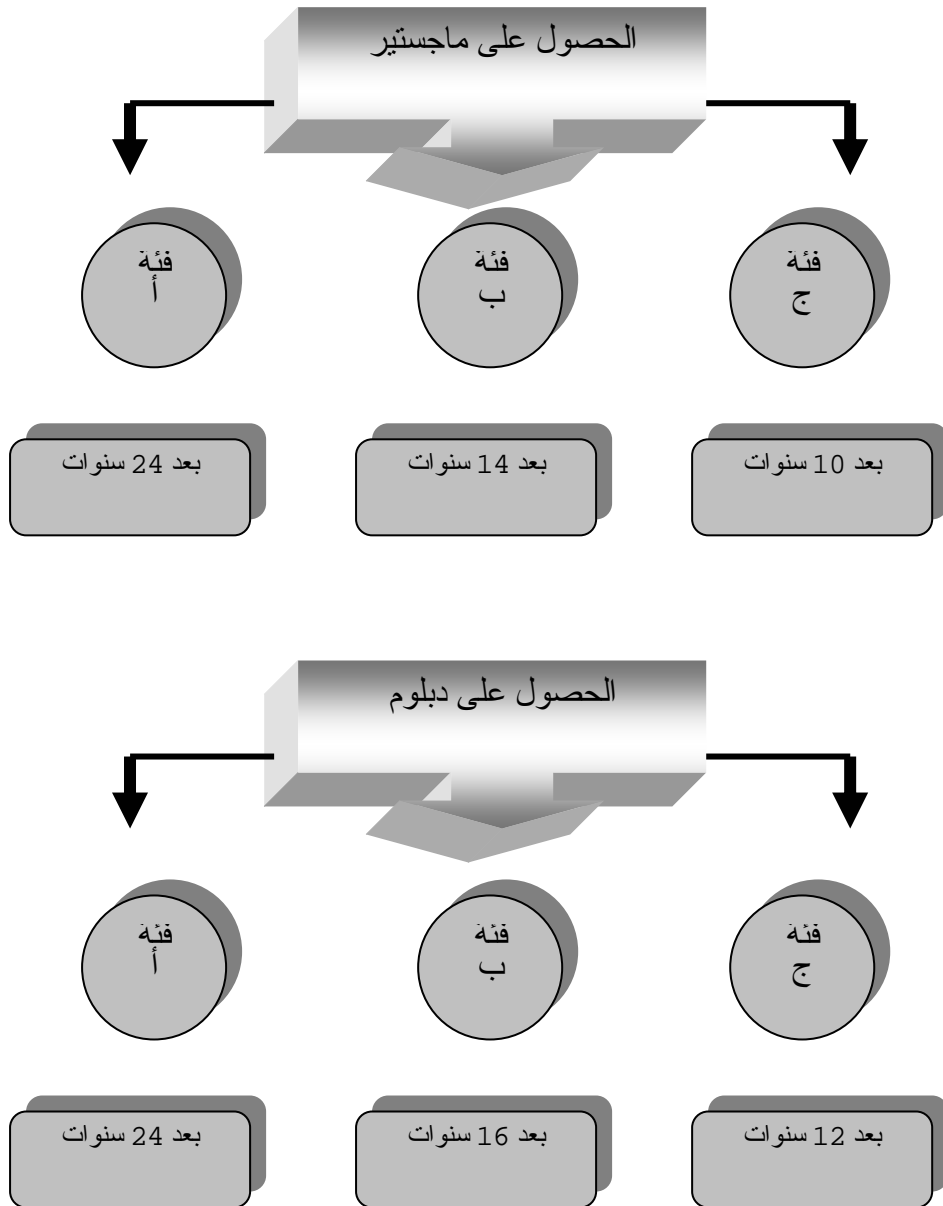 الحصول على ماجستير
فئة
ج
فئة
ب
فئة
أ
بعد 10 سنوات
بعد 14 سنوات
بعد 24 سنوات
الحصول على دبلوم
فئة
ج
فئة
ب
فئة
أ
بعد 12 سنوات
بعد 16 سنوات
بعد 24 سنوات